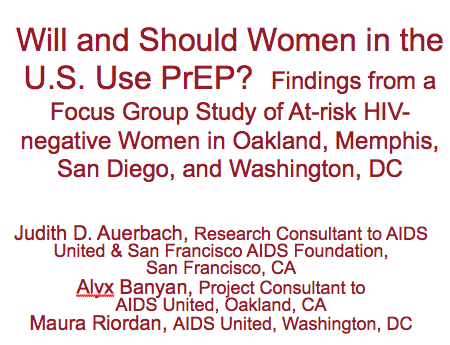 Will and Should Women in the
U.S. Use PrEP? Findings from a
Focus Group Study of At-risk HIV-
negative Women in Oakland, Memphis,
San Diego, and Washington, DC
Judith D. Auerbach, Research Consultant to AIDS
United & San Francisco AIDS Foundation,
San Francisco, CA
Alyx Banyan, Project Consultant to
AIDS United, Oakland, CA
Maura Riordan, AIDS United, Washington, DC